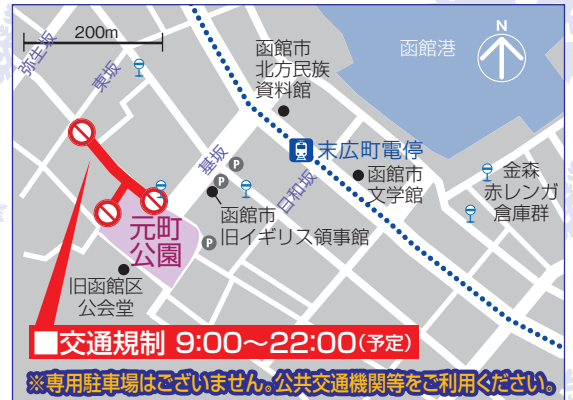 200m
N
函館港
弥生坂
東坂
函館市
北方民族
資料館
基坂
末広町電停
日和坂
函館市
文学館
金森
赤レンガ
倉庫群
P
P
P
函館市
旧イギリス領事館
元町
公園
旧函館区
公会堂
■交通規制 9:00〜22:00(予定)
※専用駐車場はございません。公共交通機関等をご利用ください。